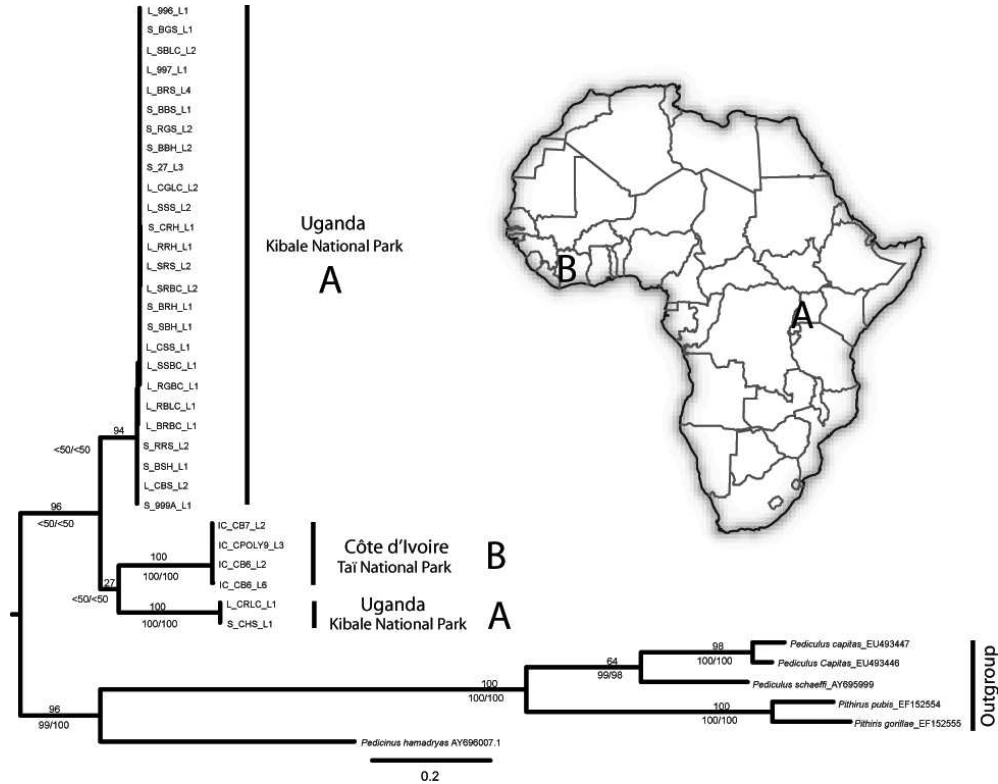 L_996_L1
S_BGS_L1
L_SBLC_L2
L_997_L1
L_BRS_L4
S_BBS_L1
S_RGS_L2
S_BBH_L2
S_27_L3
L_CGLC_L2
L_SSS_L2
S_CRH_L1
L_RRH_L1
L_SRS_L2
L_SRBC_L2
S_BRH_L1
S_SBH_L1
L_CSS_L1
L_SSBC_L1
L_RGBC_L1
L_RBLC_L1
L_BRBC_L1
S_RRS_L2
S_BSH_L1
L_CBS_L2
S_999A_L1
Uganda
Kibale National Park
A
94
<50/<50
96
<50/<50
IC_CB7_L2
IC_CPOLY9_L3
IC_CB6_L2
IC_CB6_L6
100
100/100
Côte d'Ivoire
Taï National Park
B
27
<50/<50
L_CRLC_L1
S_CHS_L1
100
100/100
Uganda
Kibale National Park
A
B
A
Pediculus capitas_EU493447
98
100/100
Pediculus Capitas_EU493446
64
99/98
Pediculus schaeffi_AY695999
100
100/100
Pithirus pubis_EF152554
100
100/100
Pithiris gorillae_EF152555
96
99/100
Pedicinus hamadryas AY696007.1
Outgroup
0.2